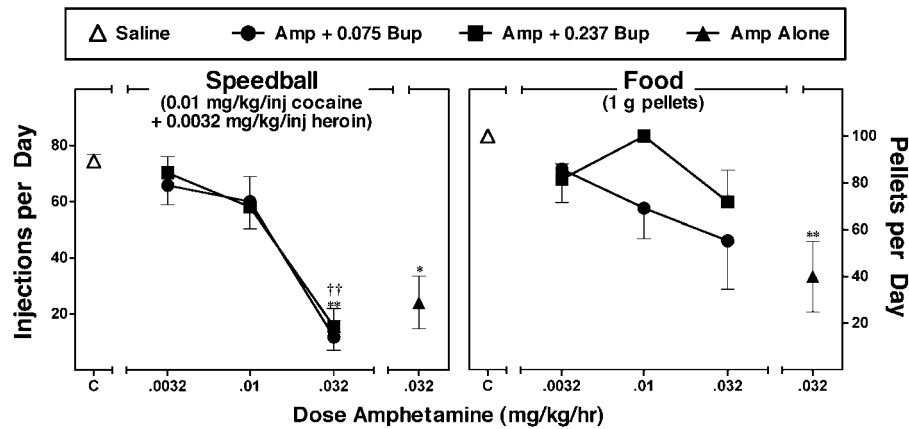 Saline Amp + 0.075 Bup Amp + 0.237 Bup Amp Alone
Speedball
(0.01 mg/kg/inj cocaine
+ 0.0032 mg/kg/inj heroin)
Food
(1 g pellets)
Injections per Day
80
60
40
20
††
**
*
C .0032 .01 .032 .032
**
100
80
60
40
20
Pellets per
Day
C .0032 .01 .032 .032
Dose Amphetamine (mg/kg/hr)